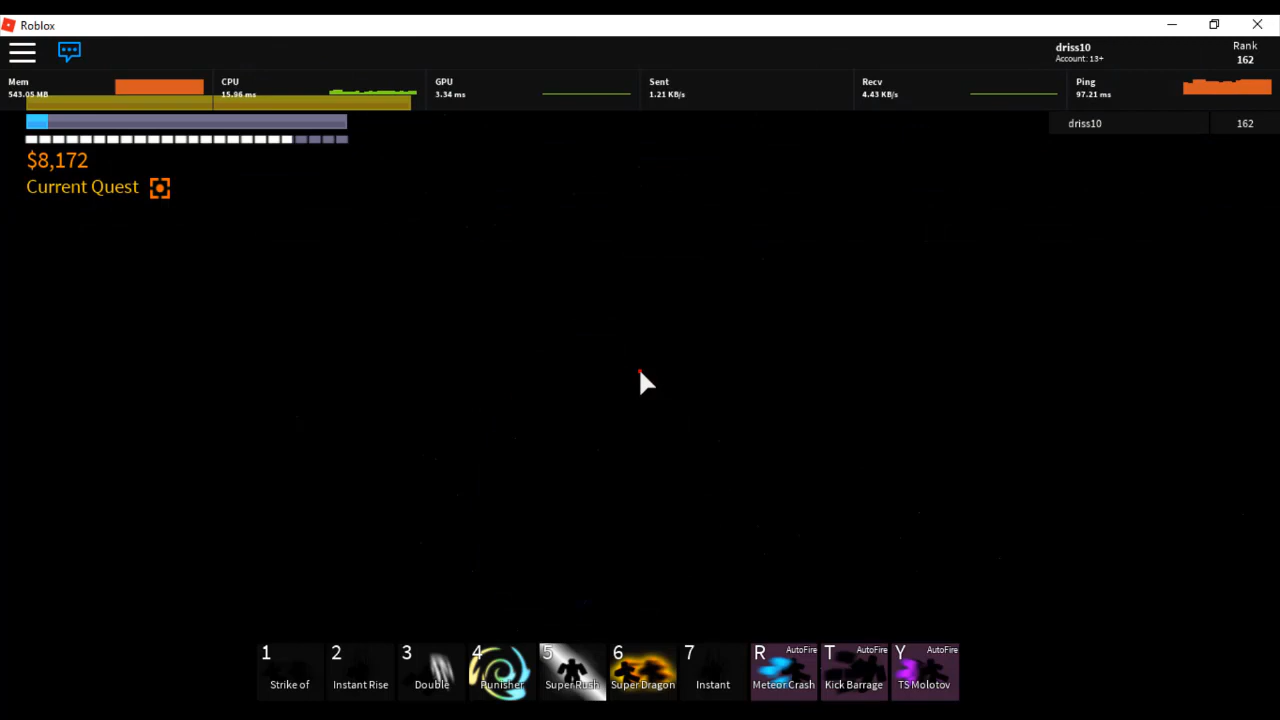 Roblox
driss10
Account: 13+
Rank
162
Mem
543.05 MB
CPU
15.96 ms
GPU
3.34 ms
Sent
1.21 KB/s
Recv
4.43 KB/s
Ping
97.21 ms
driss10 162
$8,172
Current Quest
1 Strike of
2 Instant Rise
3 Double
4 Punisher
5 Super Rush
6 Super Dragon
7 Instant
R AutoFire Meteor Crash
T AutoFire Kick Barrage
Y AutoFire TS Molotov